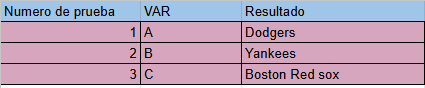 Numero de prueba VAR Resultado
1 A Dodgers
2 B Yankees
3 C Boston Red sox